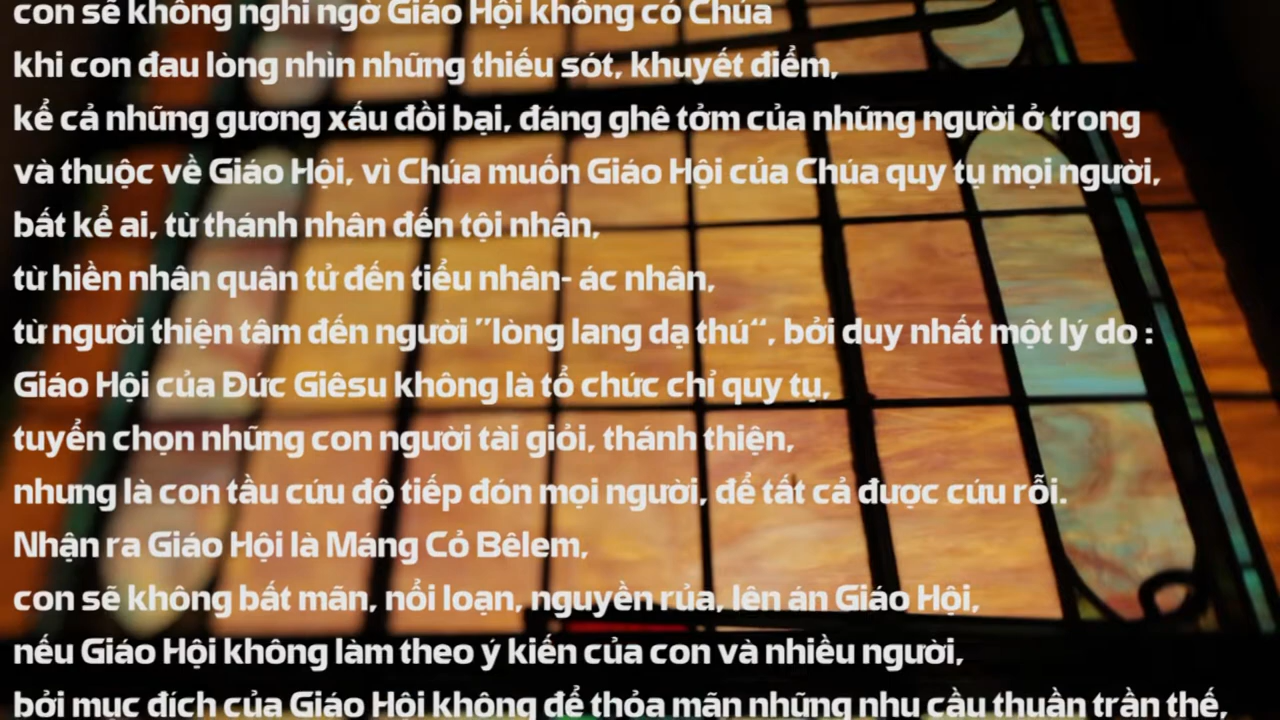 con sẽ không nghi ngờ Giáo Hội không có Chúa
khi con đau lòng nhìn những thiếu sót, khuyết điểm,
kể cả những gương xấu đồi bại, đáng ghê tởm của những người ở trong
và thuộc về Giáo Hội, vì Chúa muốn Giáo Hội của Chúa quy tụ mọi người,
bất kể ai, từ thánh nhân đến tội nhân,
từ hiền nhân quân tử đến tiểu nhân- ác nhân,
từ người thiện tâm đến người ”lòng lang dạ thú“, bởi duy nhất một lý do :
Giáo Hội của Đức Giêsu không là tổ chức chỉ quy tụ,
tuyển chọn những con người tài giỏi, thánh thiện,
nhưng là con tầu cứu độ tiếp đón mọi người, để tất cả được cứu rỗi.
Nhận ra Giáo Hội là Máng Cỏ Bêlem,
con sẽ không bất mãn, nổi loạn, nguyền rủa, lên án Giáo Hội,
nếu Giáo Hội không làm theo ý kiến của con và nhiều người,
bởi mục đích của Giáo Hội không để thỏa mãn những nhu cầu thuần trần thế,